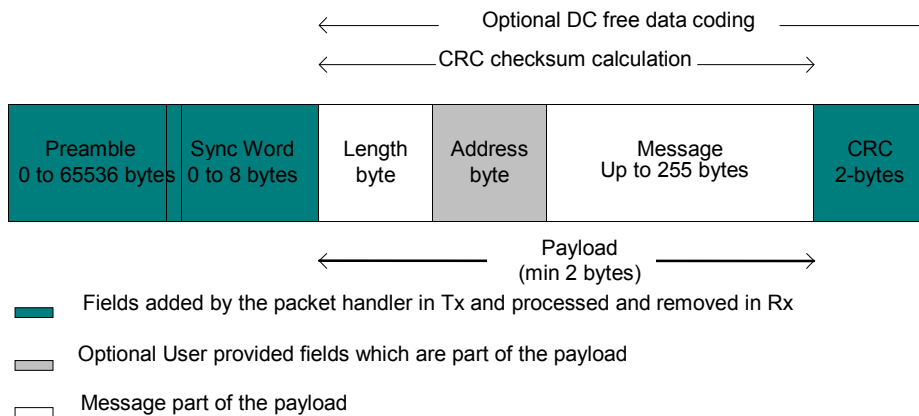 Optional DC free data coding
CRC checksum calculation
Preamble
0 to 65536 bytes
Sync Word
0 to 8 bytes
Length
byte
Address
byte
Message
Up to 255 bytes
CRC
2-bytes
Payload
(min 2 bytes)
Fields added by the packet handler in Tx and processed and removed in Rx
Optional User provided fields which are part of the payload
Message part of the payload